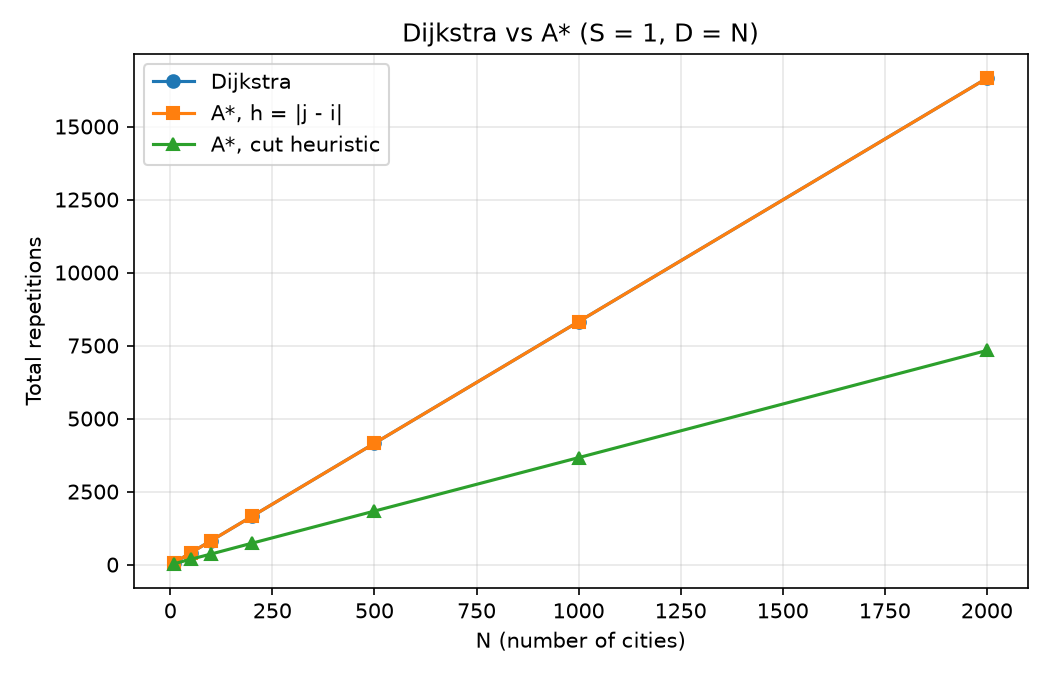 Dijkstra vs A* (S = 1, D = N)
Dijkstra
A*, h = |j - i|
A*, cut heuristic
Total repetitions
15000
12500
10000
7500
5000
2500
0
0 250 500 750 1000 1250 1500 1750 2000
N (number of cities)